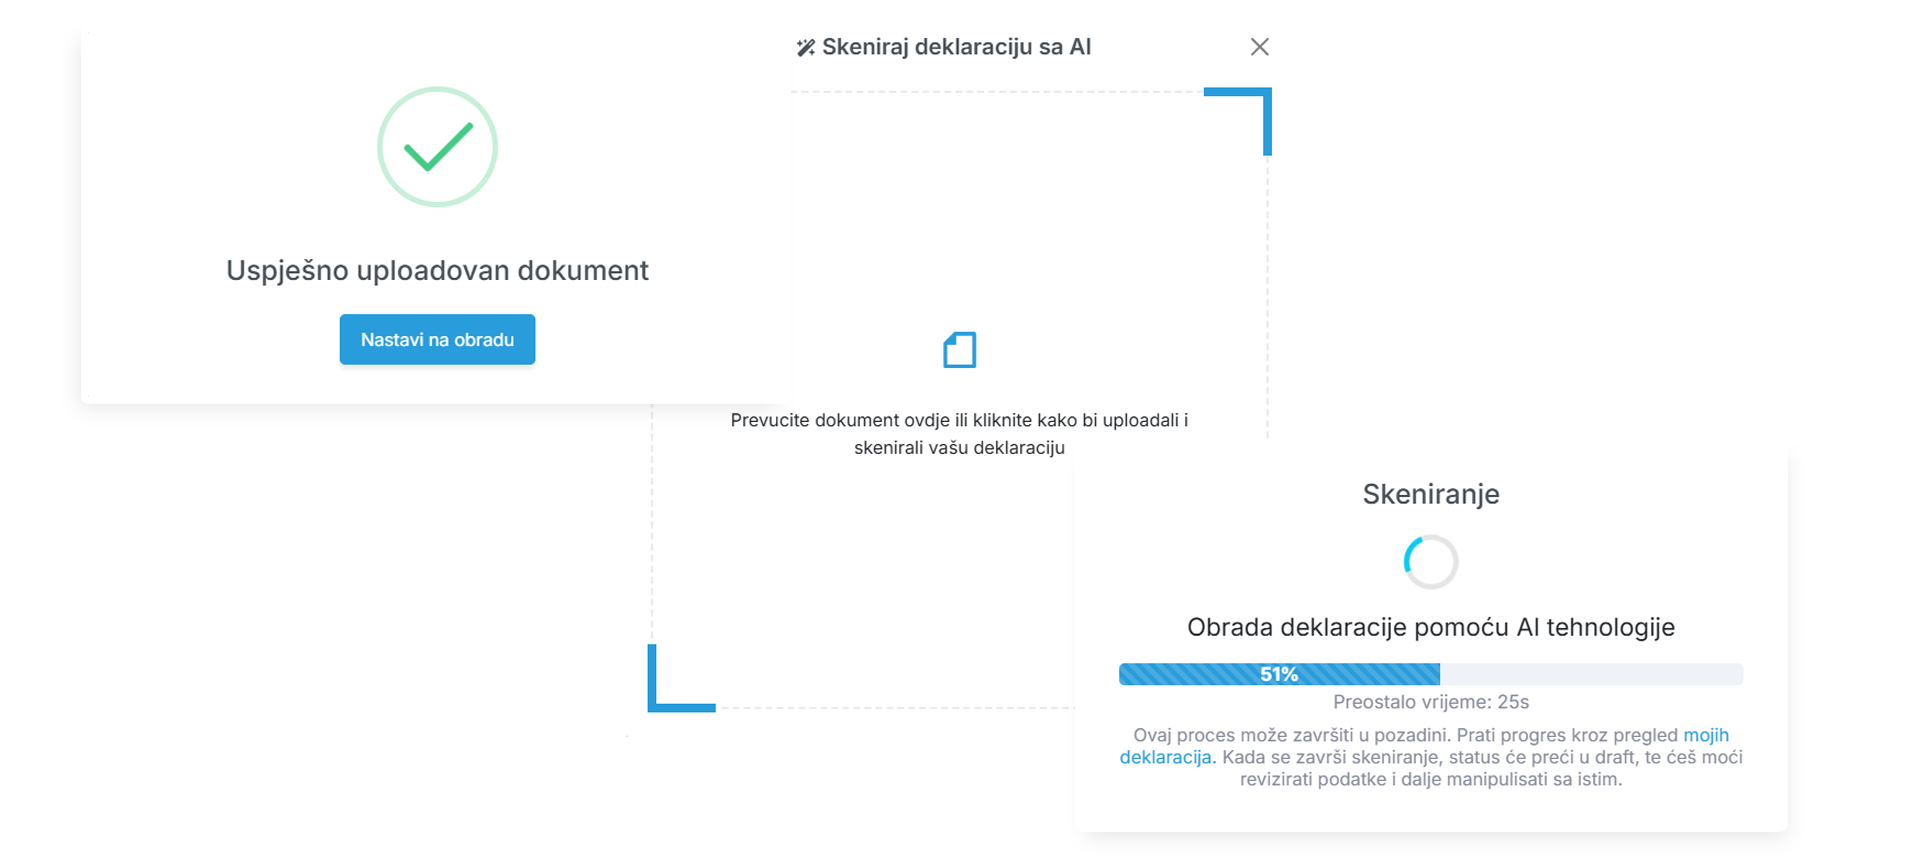 Skeniraj deklaraciju sa AI
Uspješno uploadovan dokument
Nastavi na obradu
Prevucite dokument ovdje ili kliknite kako bi uploadali i
skenirali vašu deklaraciju
Skeniranje
Obrada deklaracije pomoću AI tehnologije
51%
Preostalo vrijeme: 25s
Ovaj proces može završiti u pozadini. Prati progres kroz pregled mojih
deklaracija. Kada se završi skeniranje, status će preći u draft, te ćeš moći
revizirati podatke i dalje manipulisati sa istim.